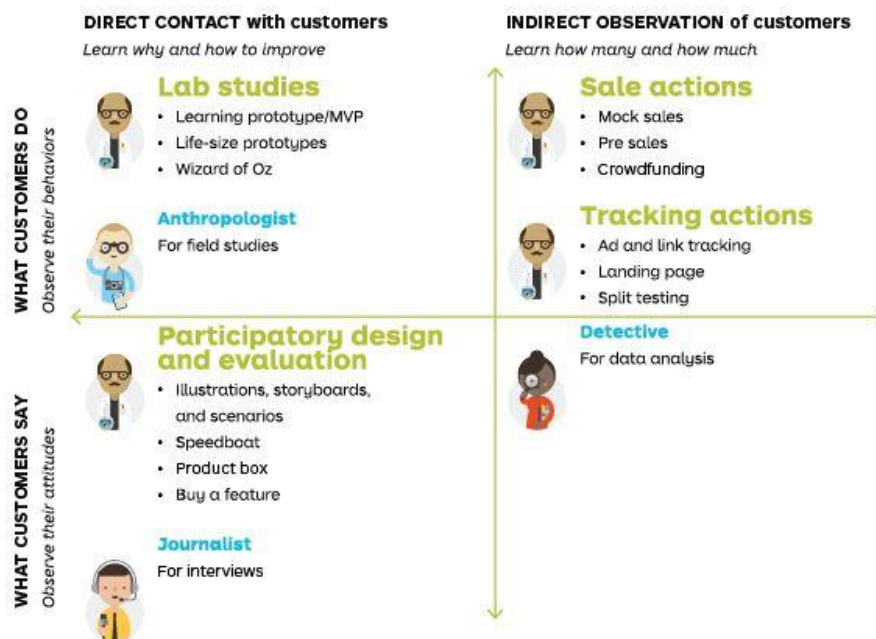 DIRECT CONTACT with customers
Learn why and how to improve
INDIRECT OBSERVATION of customers
Learn how many and how much
WHAT CUSTOMERS DO
Observe their behaviors
Lab studies
• Learning prototype/MVP
• Life-size prototypes
• Wizard of Oz
Anthropologist
For field studies
Sale actions
• Mock sales
• Pre sales
• Crowdfunding
Tracking actions
• Ad and link tracking
• Landing page
• Split testing
WHAT CUSTOMERS SAY
Observe their attitudes
Participatory design
and evaluation
• Illustrations, storyboards,
and scenarios
• Speedboat
• Product box
• Buy a feature
Journalist
For interviews
Detective
For data analysis